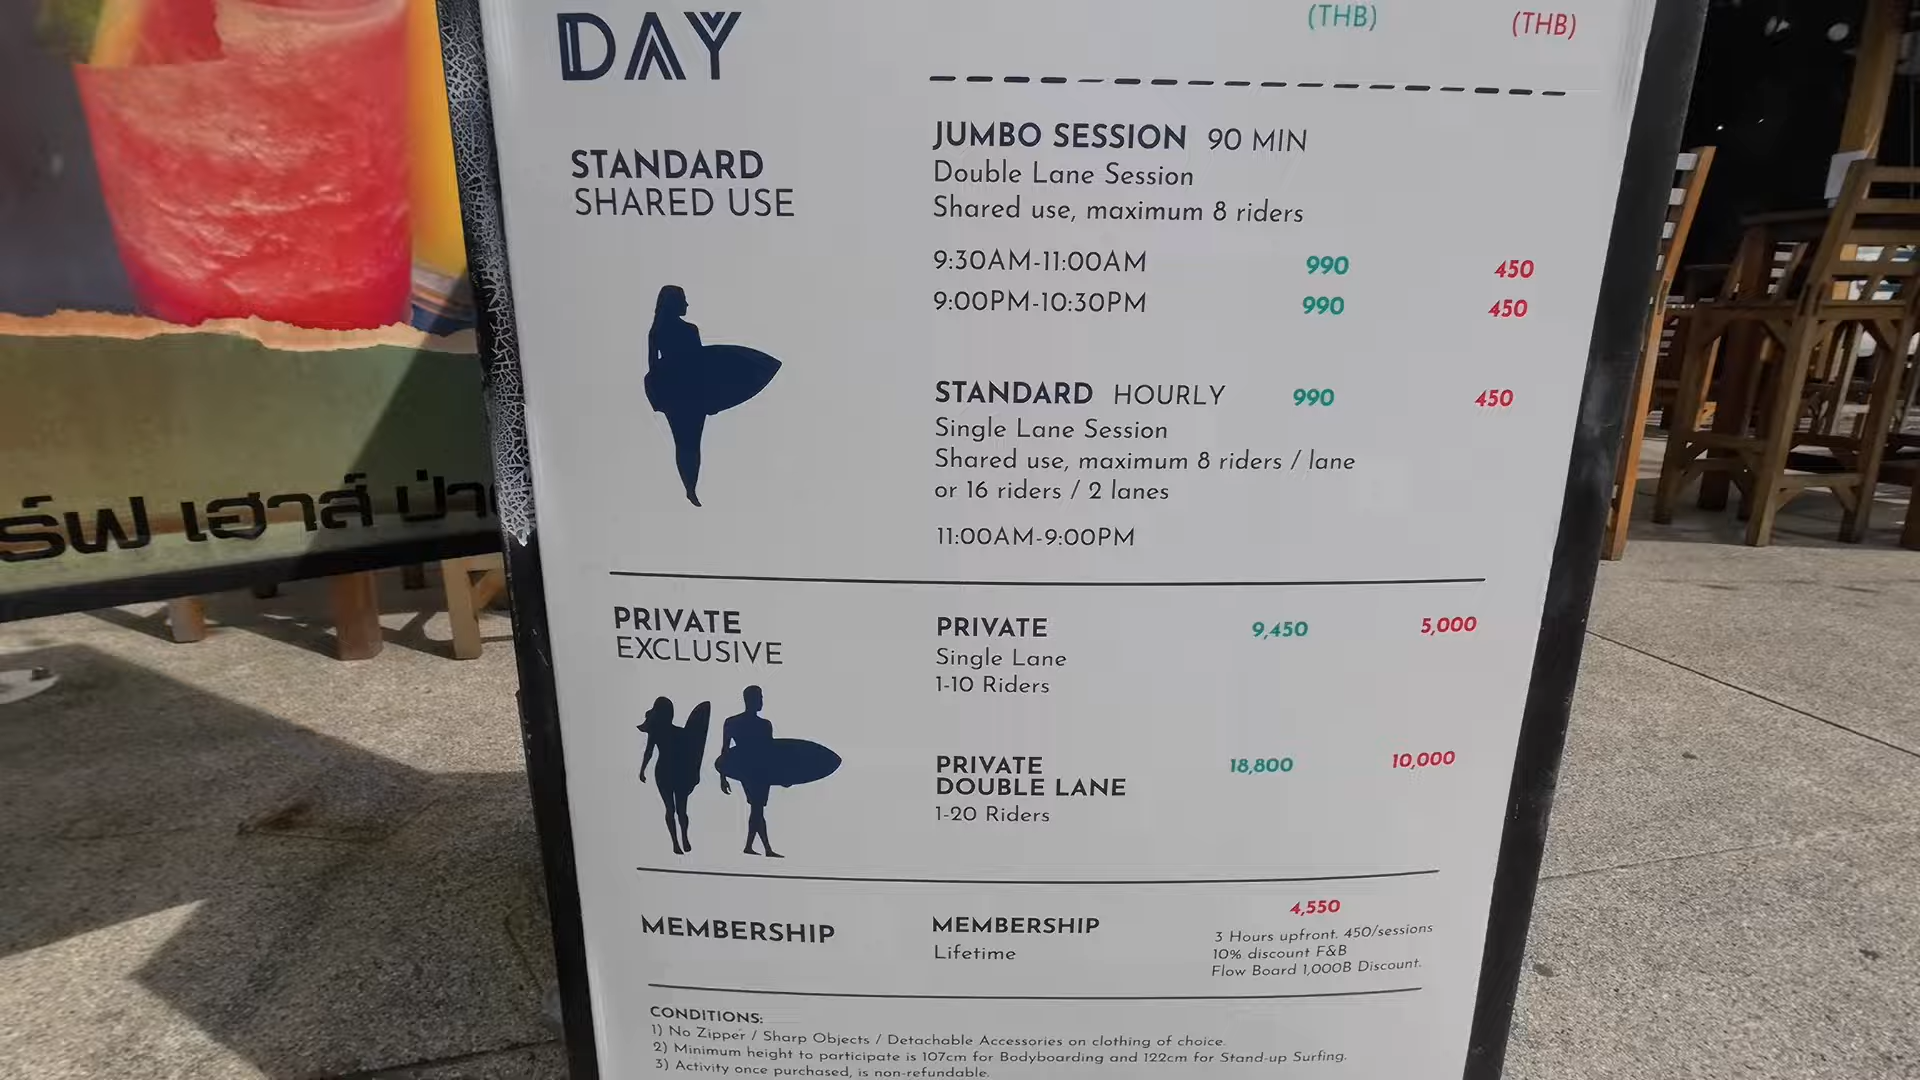 DAY
(THB) (THB)
STANDARD
SHARED USE
JUMBO SESSION 90 MIN
Double Lane Session
Shared use, maximum 8 riders
9:30AM-11:00AM 990 450
9:00PM-10:30PM 990 450
STANDARD HOURLY 990 450
Single Lane Session
Shared use, maximum 8 riders / lane
or 16 riders / 2 lanes
11:00AM-9:00PM
PRIVATE
EXCLUSIVE
PRIVATE 9,450 5,000
Single Lane
1-10 Riders
PRIVATE
DOUBLE LANE 18,800 10,000
1-20 Riders
MEMBERSHIP
MEMBERSHIP
Lifetime
4,550
3 Hours upfront. 450/sessions
10% discount F&B
Flow Board 1,000B Discount.
CONDITIONS:
1) No Zipper / Sharp Objects / Detachable Accessories on clothing of choice.
2) Minimum height to participate is 107cm for Bodyboarding and 122cm for Stand-up Surfing.
3) Activity once purchased, is non-refundable.
ร์ฟ เฮาส์ ป่า